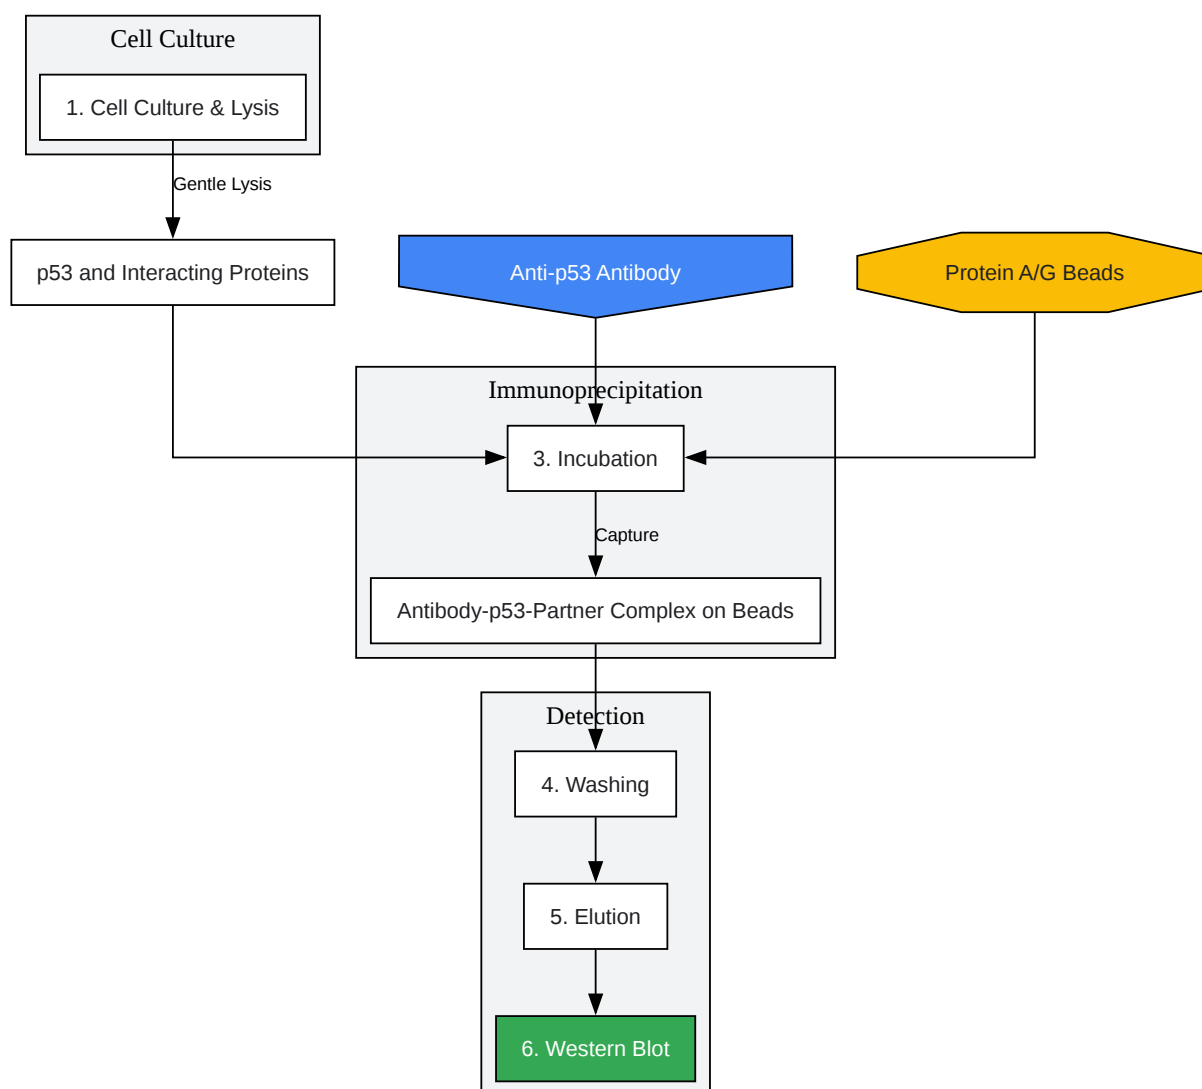 Cell Culture
1. Cell Culture & Lysis
Gentle Lysis
p53 and Interacting Proteins
Anti-p53 Antibody
Protein A/G Beads
Immunoprecipitation
3. Incubation
Capture
Antibody-p53-Partner Complex on Beads
Detection
4. Washing
5. Elution
6. Western Blot